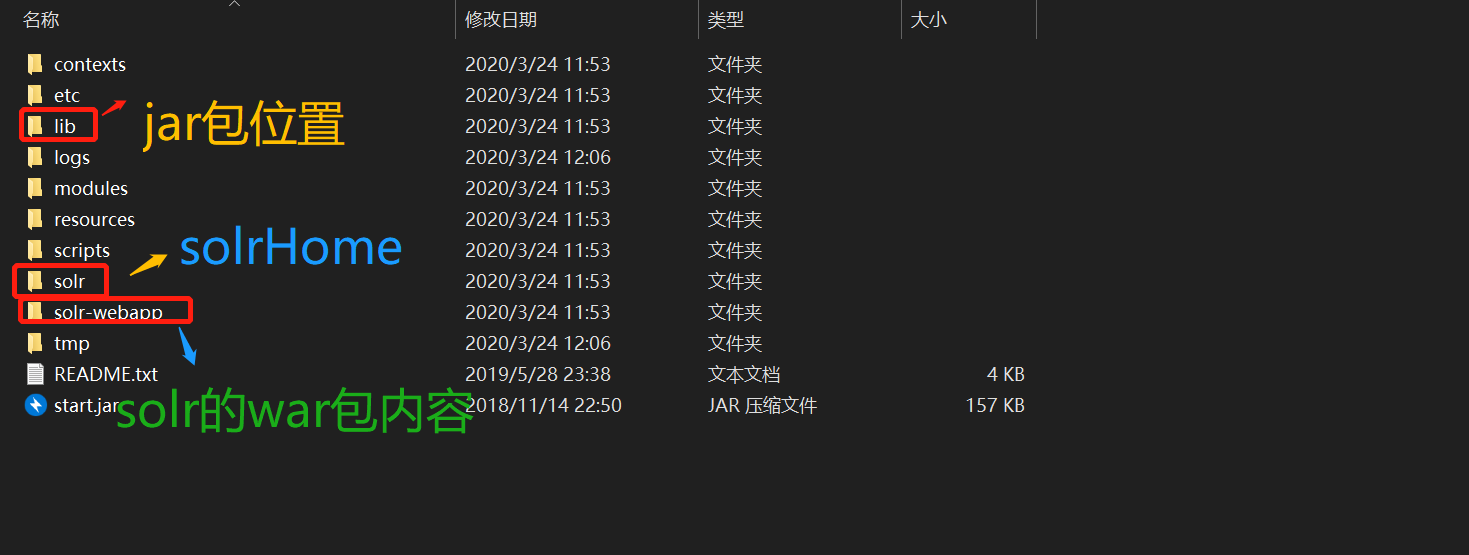 名称 修改日期 类型 大小
contexts 2020/3/24 11:53 文件夹
etc 2020/3/24 11:53 文件夹
lib 2020/3/24 11:53 文件夹
jar包位置
logs 2020/3/24 12:06 文件夹
modules 2020/3/24 11:53 文件夹
resources 2020/3/24 11:53 文件夹
scripts 2020/3/24 11:53 文件夹
solrHome
solr 2020/3/24 11:53 文件夹
solr-webapp 2020/3/24 11:53 文件夹
tmp 2020/3/24 12:06 文件夹
README.txt 2019/5/28 23:38 文本文档 4 KB
start.jar 2018/11/14 22:50 JAR 压缩文件 157 KB
solr的war包内容